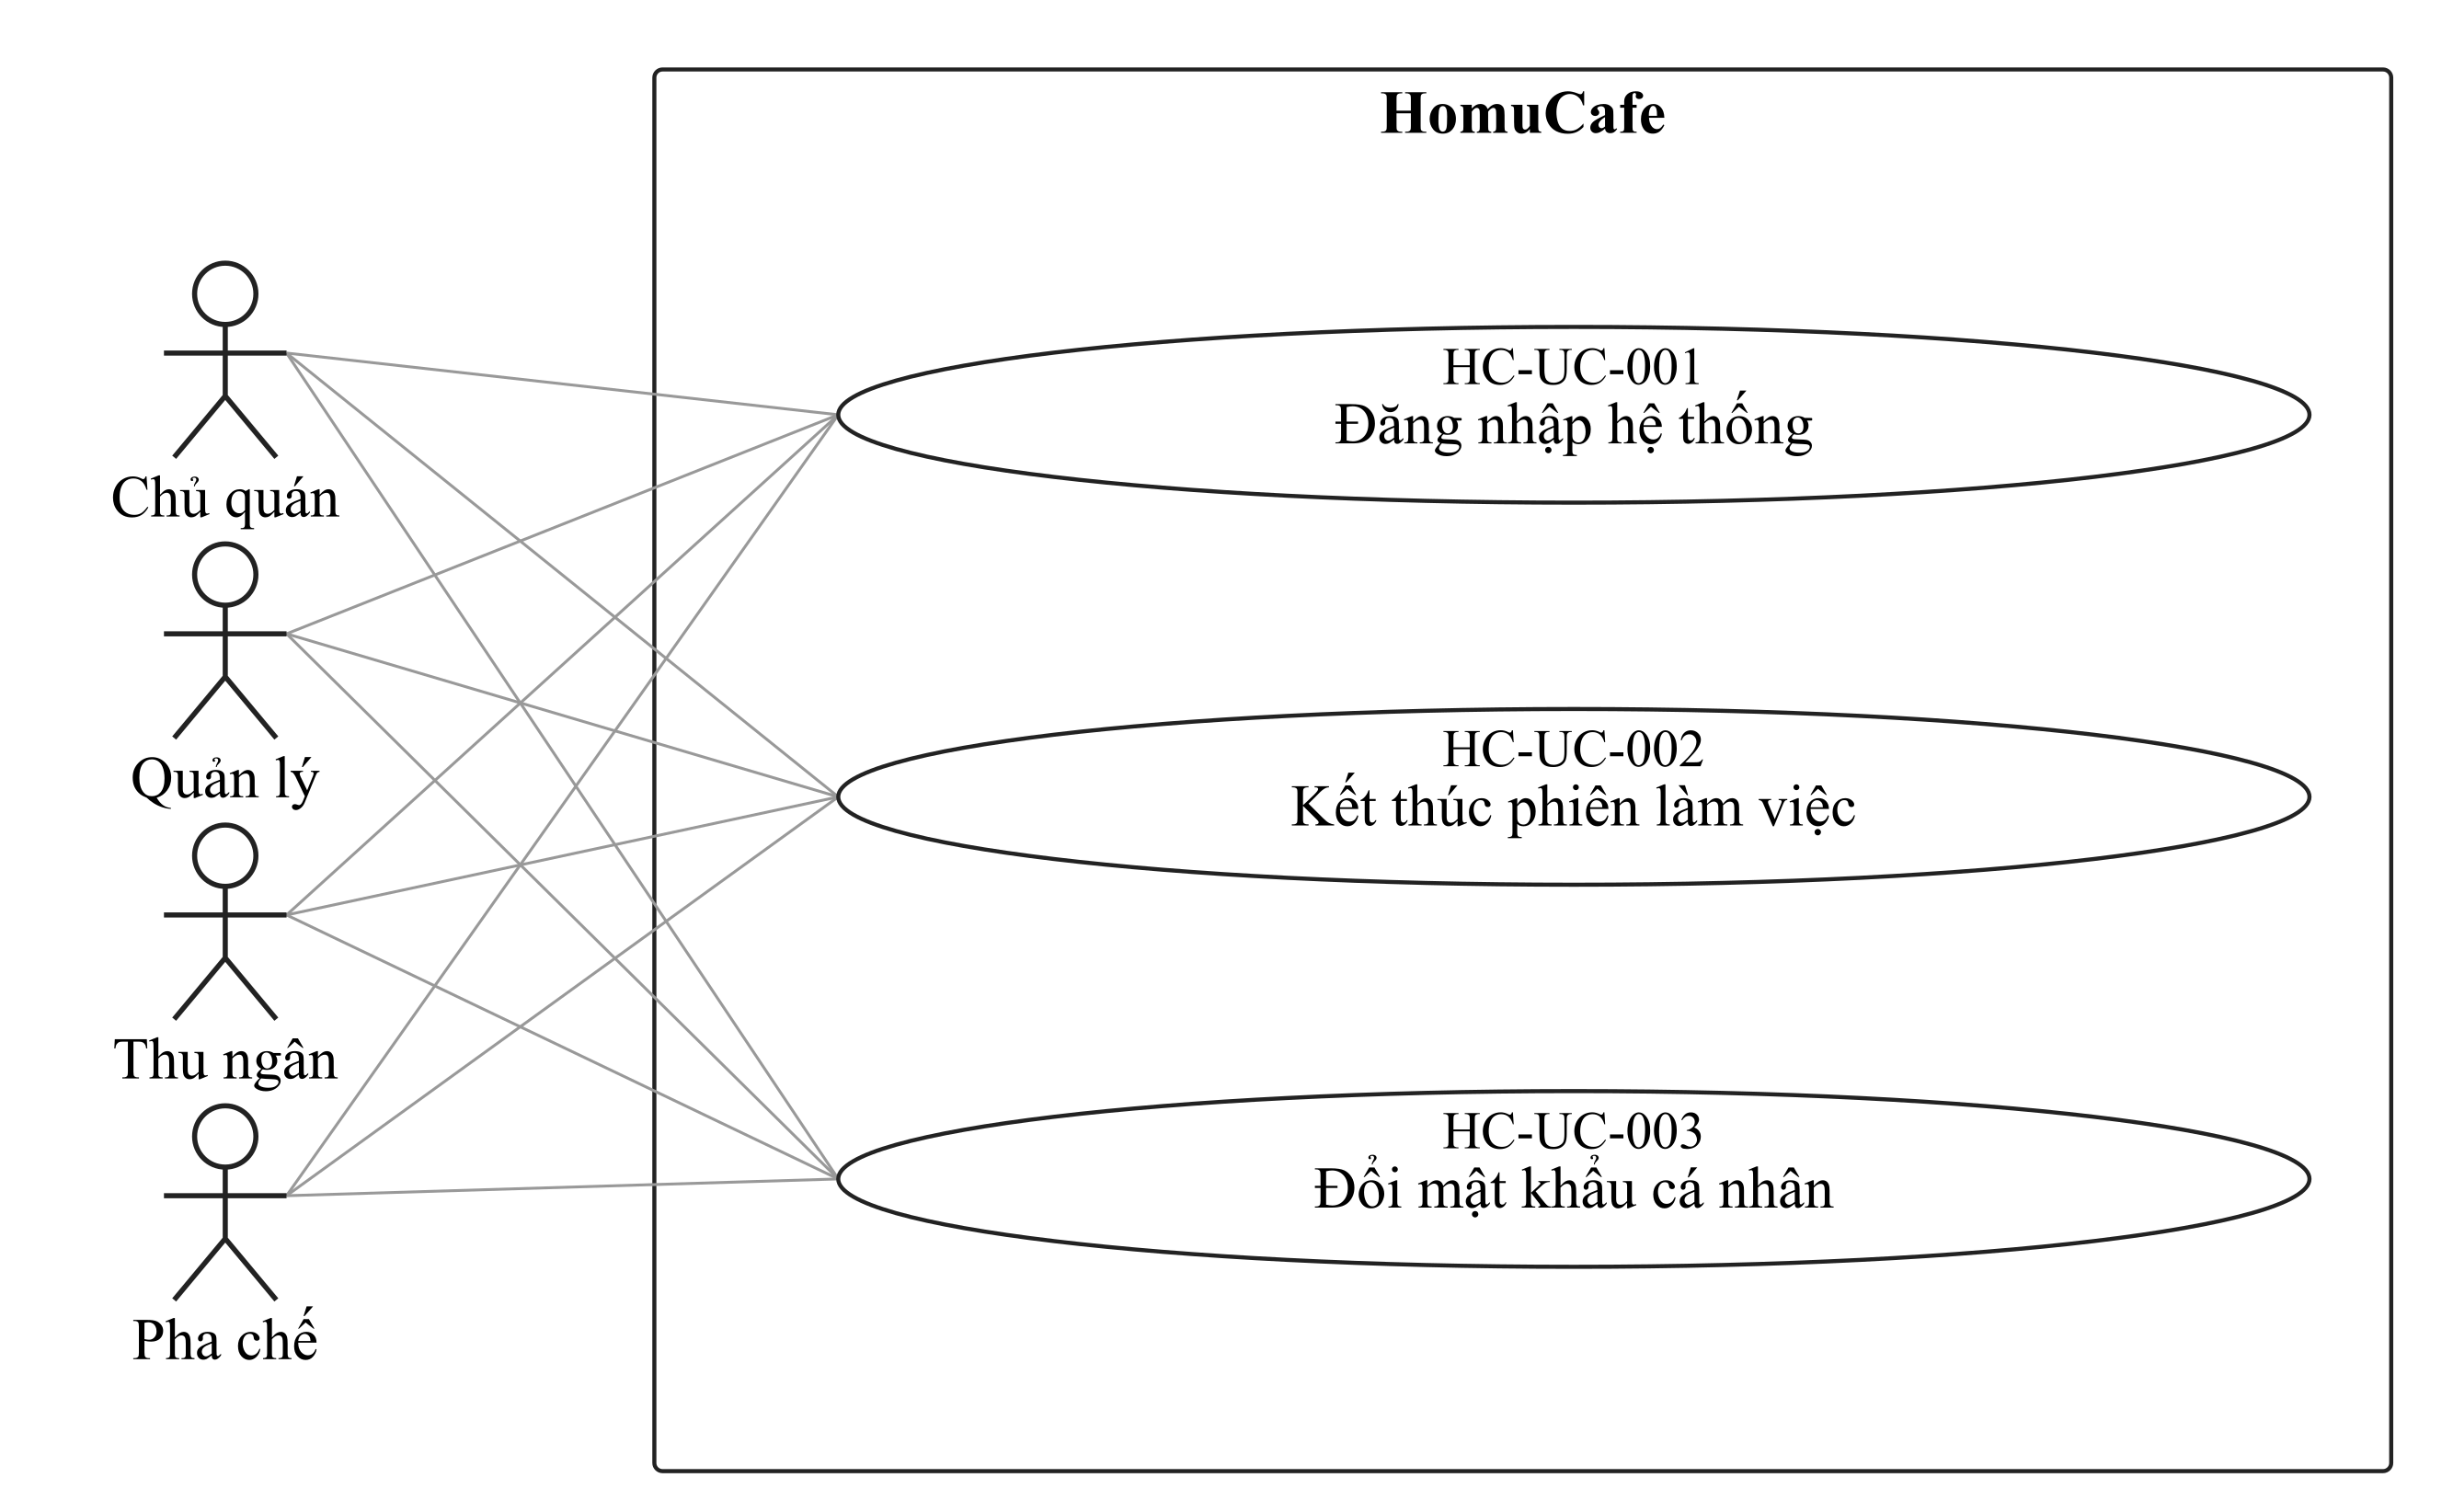 HomuCafe
Chủ quán
Quản lý
Thu ngân
Pha chế
HC-UC-001
Đăng nhập hệ thống
HC-UC-002
Kết thúc phiên làm việc
HC-UC-003
Đổi mật khẩu cá nhân